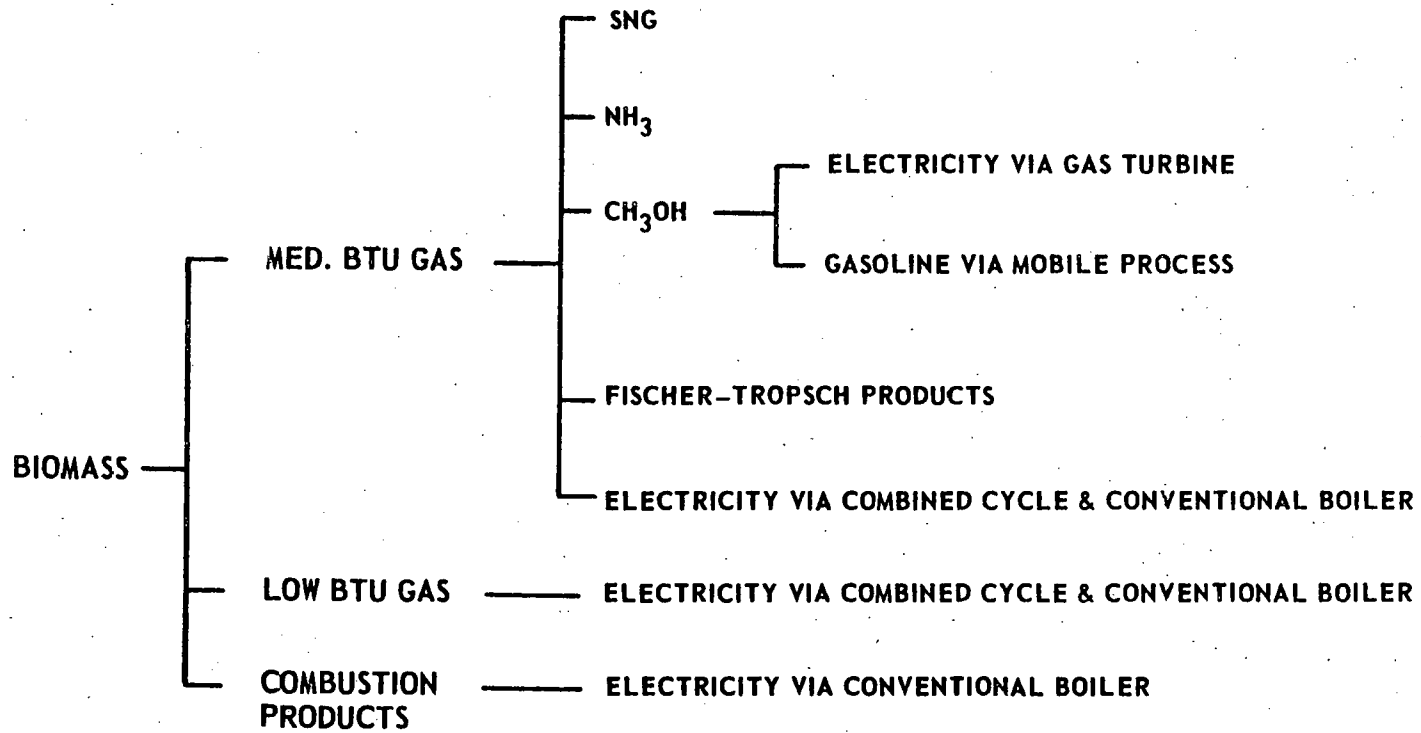 SNG
NH₃
ELECTRICITY VIA GAS TURBINE
CH₃OH
MED. BTU GAS
GASOLINE VIA MOBILE PROCESS
FISCHER-TROPSCH PRODUCTS
BIOMASS
ELECTRICITY VIA COMBINED CYCLE & CONVENTIONAL BOILER
LOW BTU GAS
ELECTRICITY VIA COMBINED CYCLE & CONVENTIONAL BOILER
COMBUSTION
PRODUCTS
ELECTRICITY VIA CONVENTIONAL BOILER